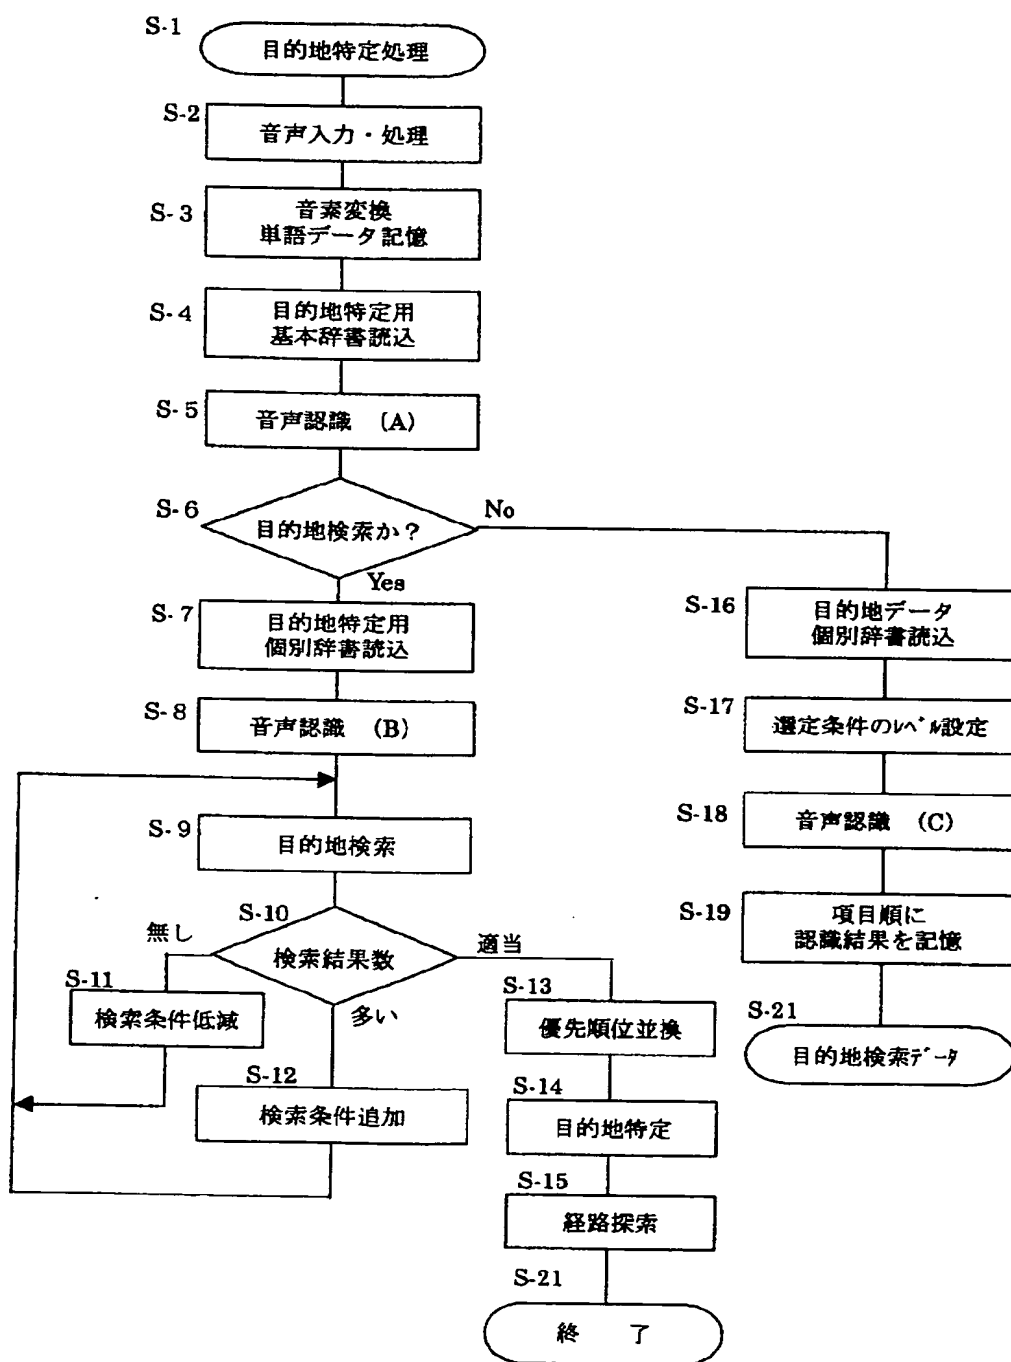 S-1
目的地特定処理
S-2
音声入力・処理
S-3
音素変換
単語データ記憶
S-4
目的地特定用
基本辞書読込
S-5
音声認識 (A)
S-6
目的地検索か?
No
Yes
S-7
目的地特定用
個別辞書読込
S-8
音声認識 (B)
S-9
目的地検索
S-10
検索結果数
無し
適当
多い
S-11
検索条件低減
S-12
検索条件追加
S-13
優先順位並換
S-14
目的地特定
S-15
経路探索
S-21
終 了
S-16
目的地データ
個別辞書読込
S-17
選定条件のレベル設定
S-18
音声認識 (C)
S-19
項目順に
認識結果を記憶
S-21
目的地検索データ